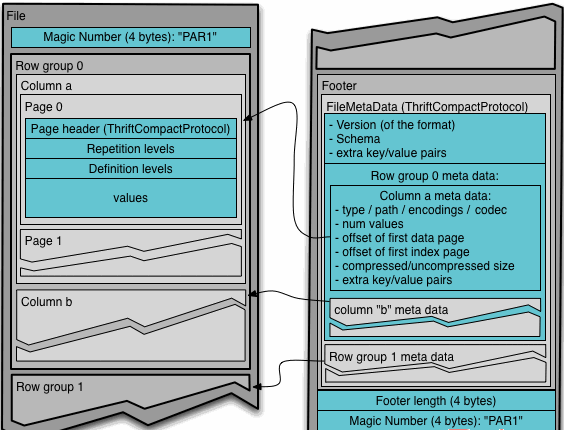 File
Magic Number (4 bytes): "PAR1"
Row group 0
Column a
Page 0
Page header (ThriftCompactProtocol)
Repetition levels
Definition levels
values
Page 1
Column b
Row group 1
Footer
FileMetaData (ThriftCompactProtocol)
- Version (of the format)
- Schema
- extra key/value pairs
Row group 0 meta data:
Column a meta data:
- type / path / encodings / codec
- num values
- offset of first data page
- offset of first index page
- compressed/uncompressed size
- extra key/value pairs
column "b" meta data
Row group 1 meta data
Footer length (4 bytes)
Magic Number (4 bytes): "PAR1"